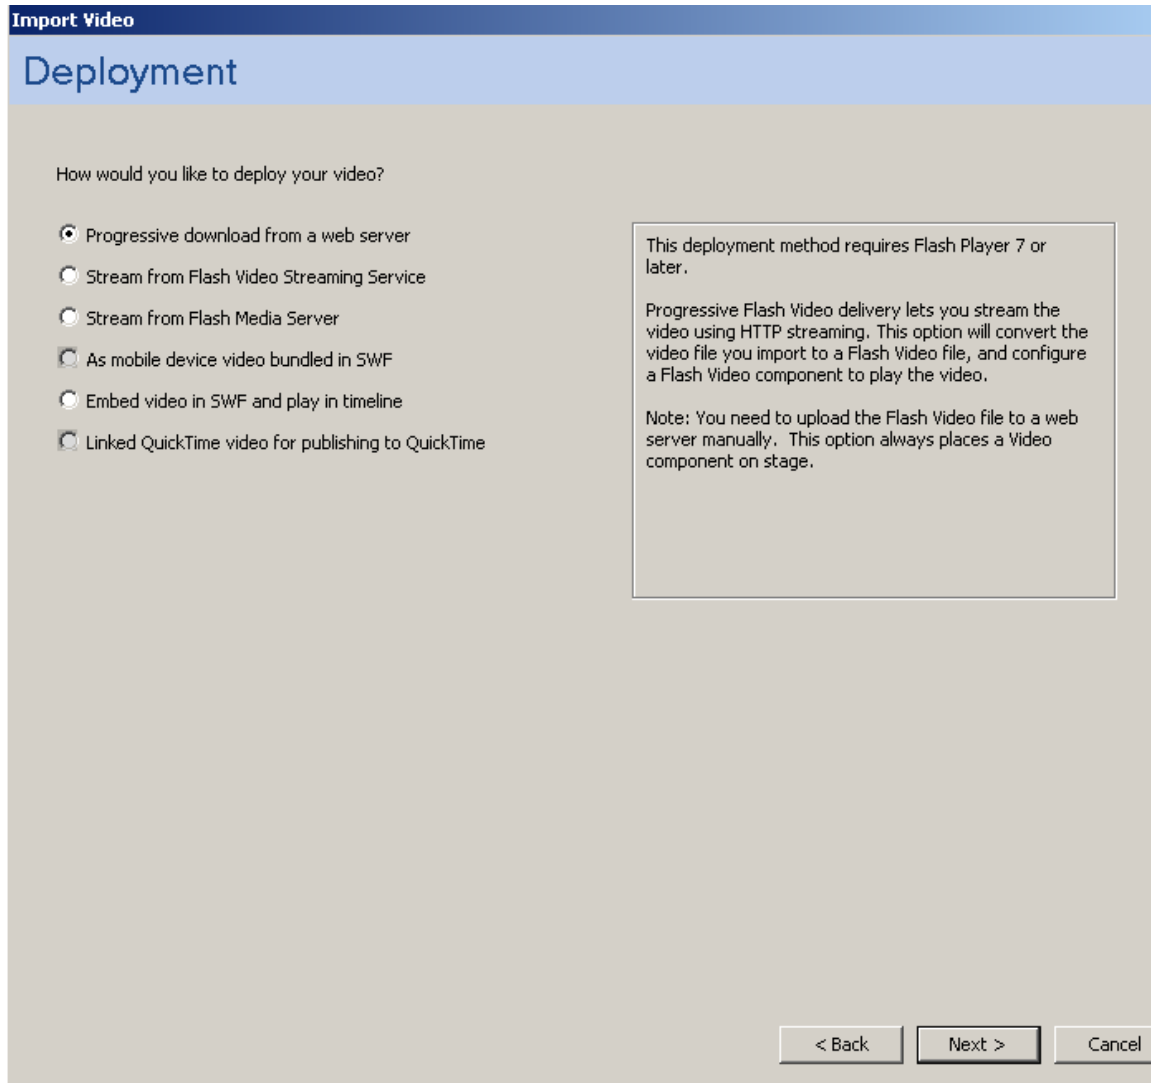 Import Video
Deployment
How would you like to deploy your video?
Progressive download from a web server
Stream from Flash Video Streaming Service
Stream from Flash Media Server
As mobile device video bundled in SWF
Embed video in SWF and play in timeline
Linked QuickTime video for publishing to QuickTime
This deployment method requires Flash Player 7 or
later.
Progressive Flash Video delivery lets you stream the
video using HTTP streaming. This option will convert the
video file you import to a Flash Video file, and configure
a Flash Video component to play the video.
Note: You need to upload the Flash Video file to a web
server manually.  This option always places a Video
component on stage.
< Back
Next >
Cancel